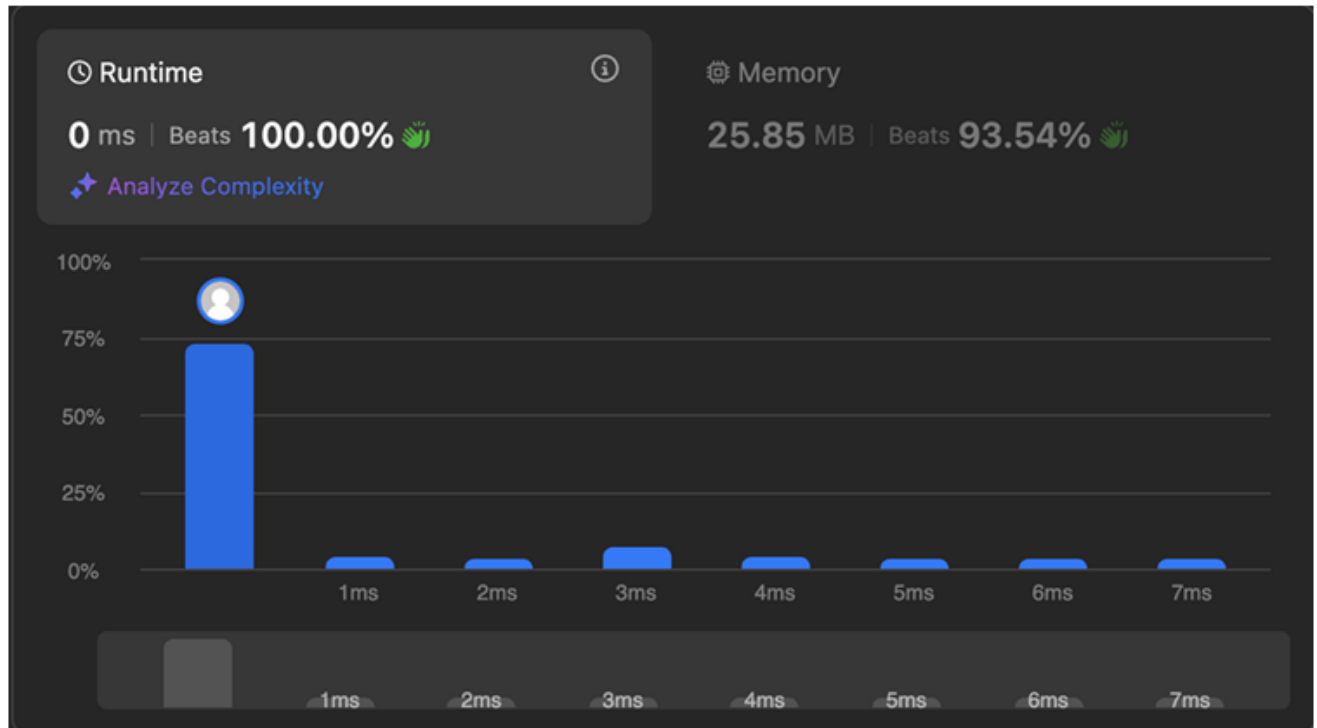 Runtime
0 ms | Beats 100.00%
Analyze Complexity
Memory
25.85 MB | Beats 93.54%
100%
75%
50%
25%
0%
1ms 2ms 3ms 4ms 5ms 6ms 7ms
1ms 2ms 3ms 4ms 5ms 6ms 7ms